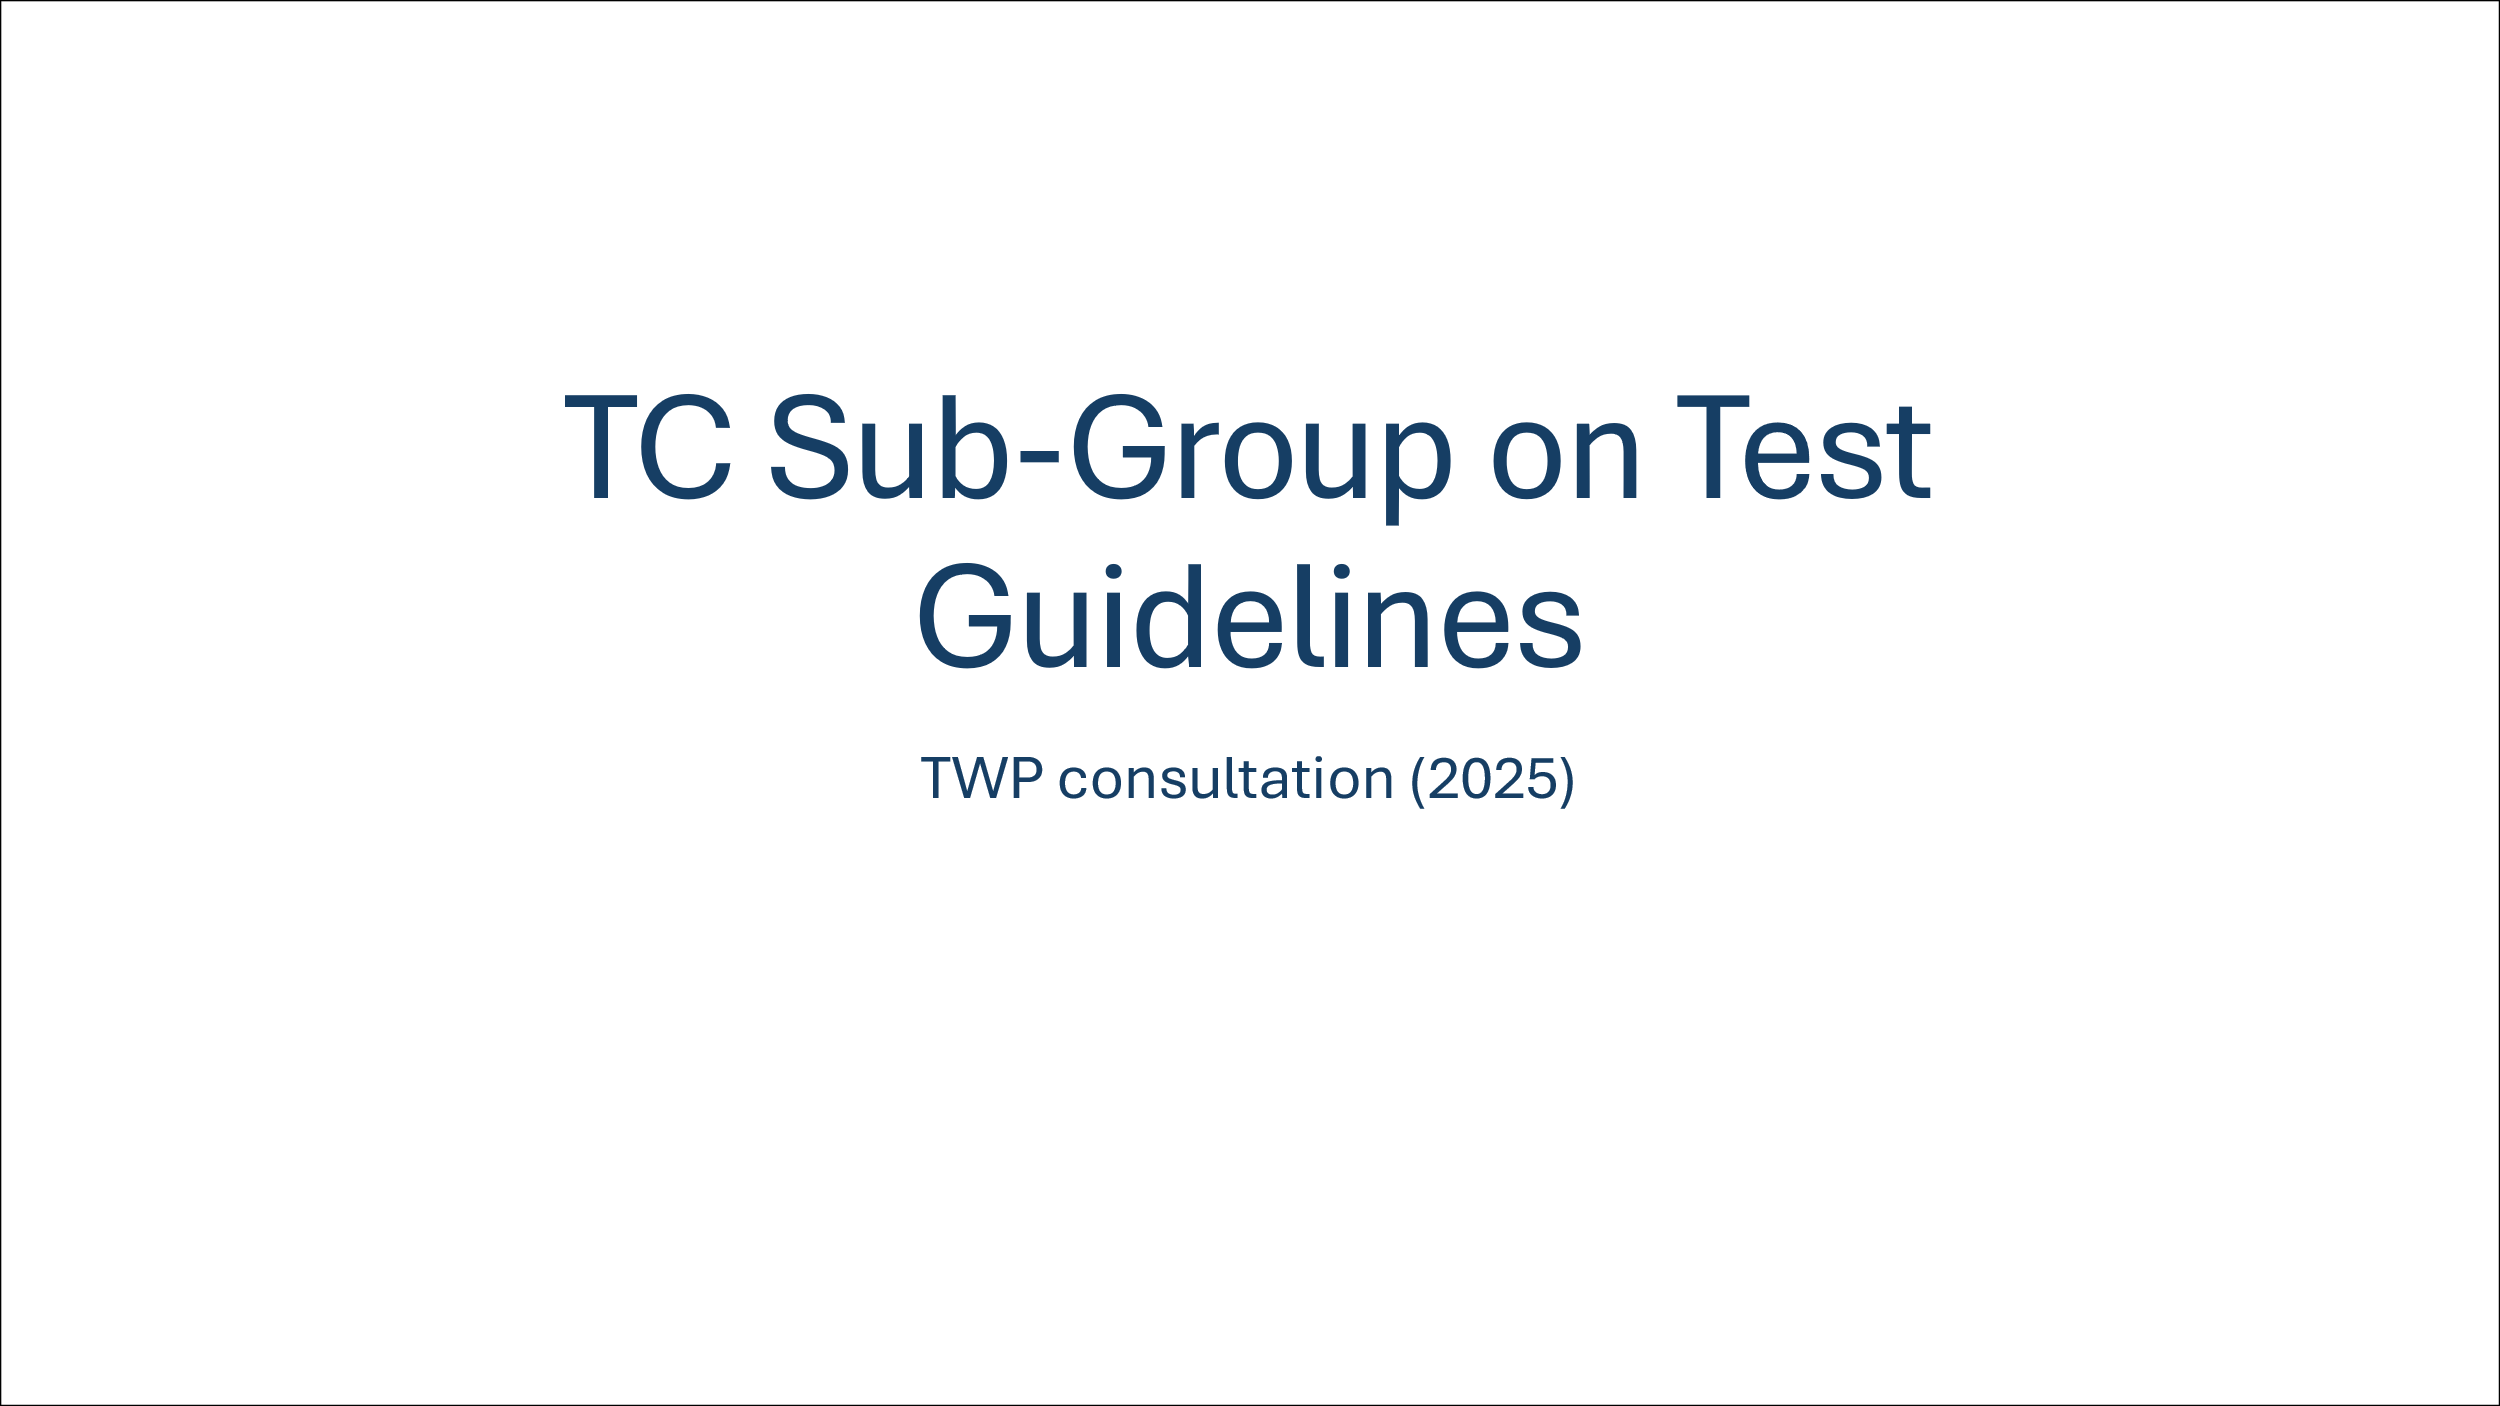 TC Sub-Group on Test
Guidelines
TWP consultation (2025)